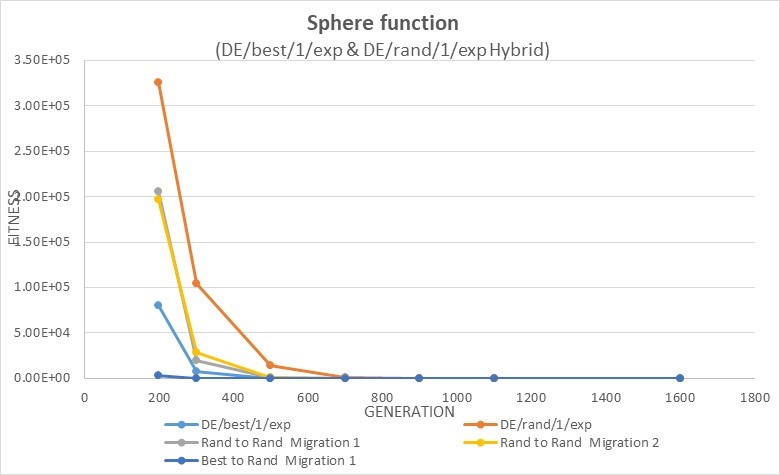 Sphere function
(DE/best/1/exp & DE/rand/1/exp Hybrid)
3.50E+05
3.00E+05
2.50E+05
2.00E+05
1.50E+05
1.00E+05
5.00E+04
0.00E+00
FITNESS
0 200 400 600 800 1000 1200 1400 1600 1800
GENERATION
DE/best/1/exp DE/rand/1/exp
Rand to Rand Migration 1 Rand to Rand Migration 2
Best to Rand Migration 1